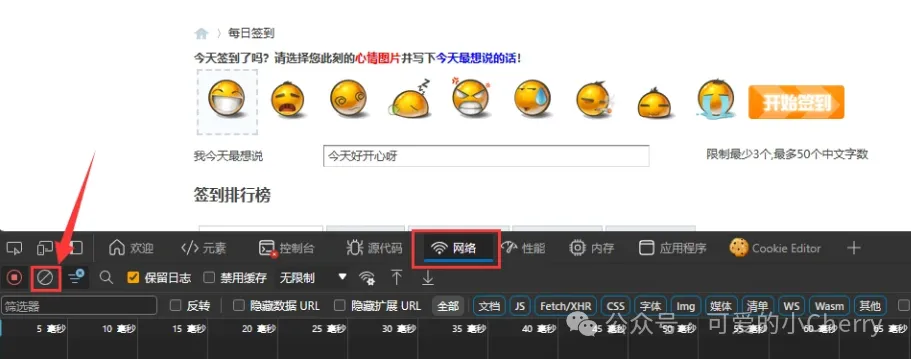 每日签到
今天签到了吗？请选择您此刻的心情图片并写下今天最想说的话！
开始签到
我今天最想说
今天好开心呀
限制最少3个,最多50个中文字数
签到排行榜
欢迎 元素 控制台 源代码 网络 性能 内存 应用程序 Cookie Editor
保留日志 禁用缓存 无限制
筛选器 反转 隐藏数据 URL 隐藏扩展 URL 全部 文档 JS Fetch/XHR CSS 字体 Img 媒体 清单 WS Wasm 其他
5 毫秒 10 毫秒 15 毫秒 20 毫秒 25 毫秒 30 毫秒 35 毫秒 40 毫秒 45 毫秒 50 毫秒 55 毫秒 60 毫秒 65 毫秒
公众号 · 可爱的小Cherry